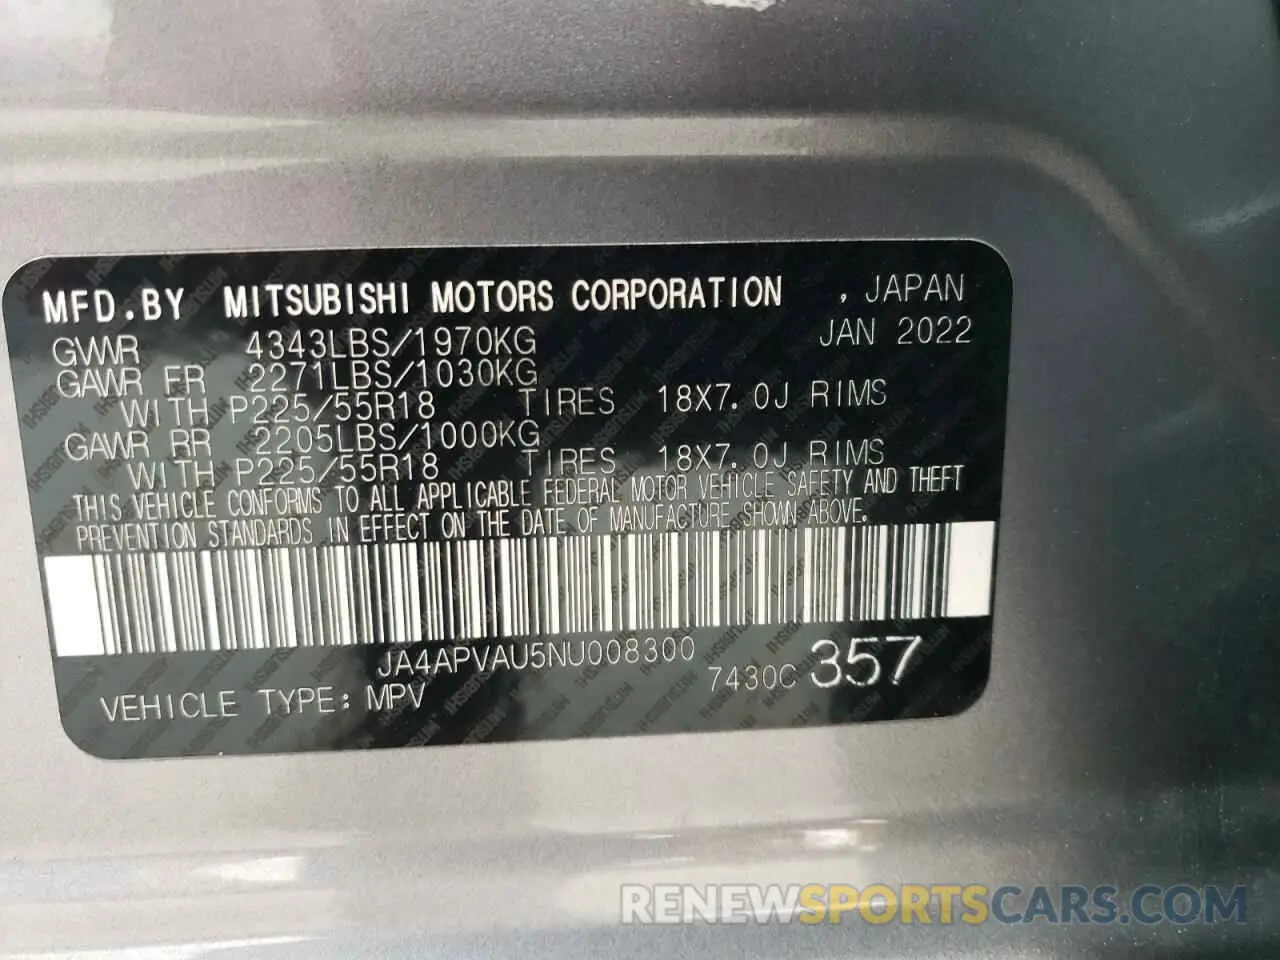 MFD.BY MITSUBISHI MOTORS CORPORATION , JAPAN
JAN 2022
GVWR 4343LBS/1970KG
GAWR FR 2271LBS/1030KG
WITH P225/55R18 TIRES 18X7.0J RIMS
GAWR RR 2205LBS/1000KG
WITH P225/55R18 TIRES 18X7.0J RIMS
THIS VEHICLE CONFORMS TO ALL APPLICABLE FEDERAL MOTOR VEHICLE SAFETY AND THEFT
PREVENTION STANDARDS IN EFFECT ON THE DATE OF MANUFACTURE SHOWN ABOVE.
JA4APVAU5NU008300
7430C 357
VEHICLE TYPE: MPV
RENEWSPORTSCARS.COM